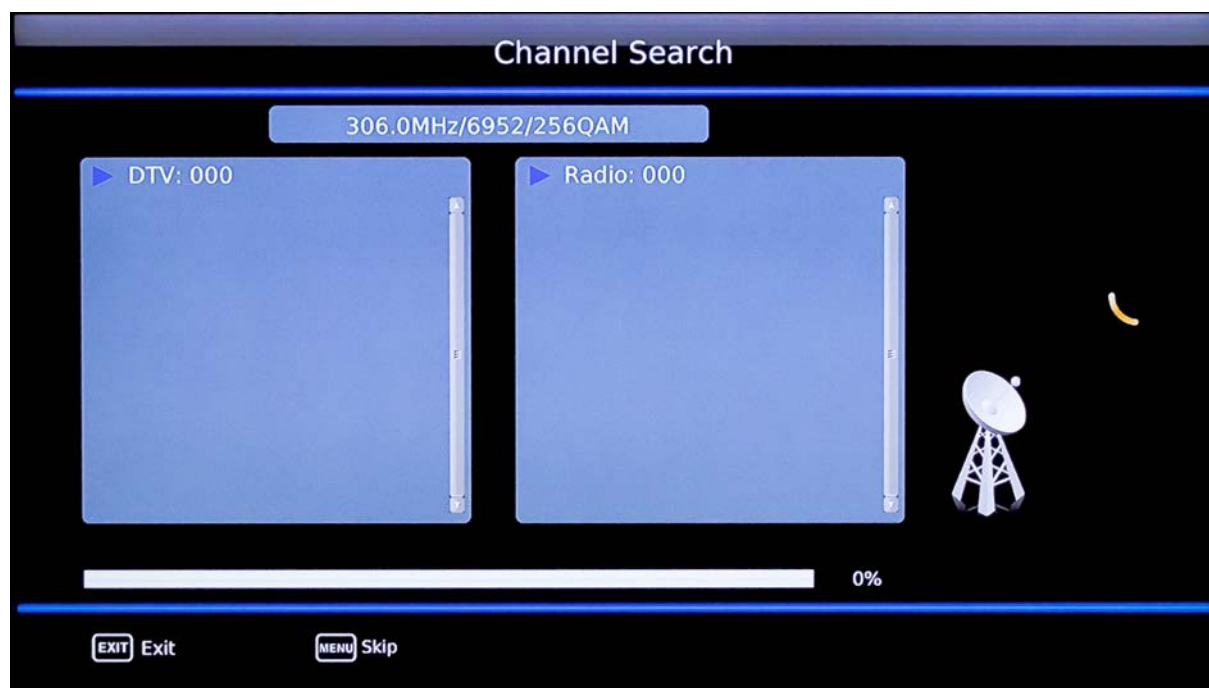 Channel Search
306.0MHz/6952/256QAM
DTV: 000
Radio: 000
0%
EXIT Exit
MENU Skip